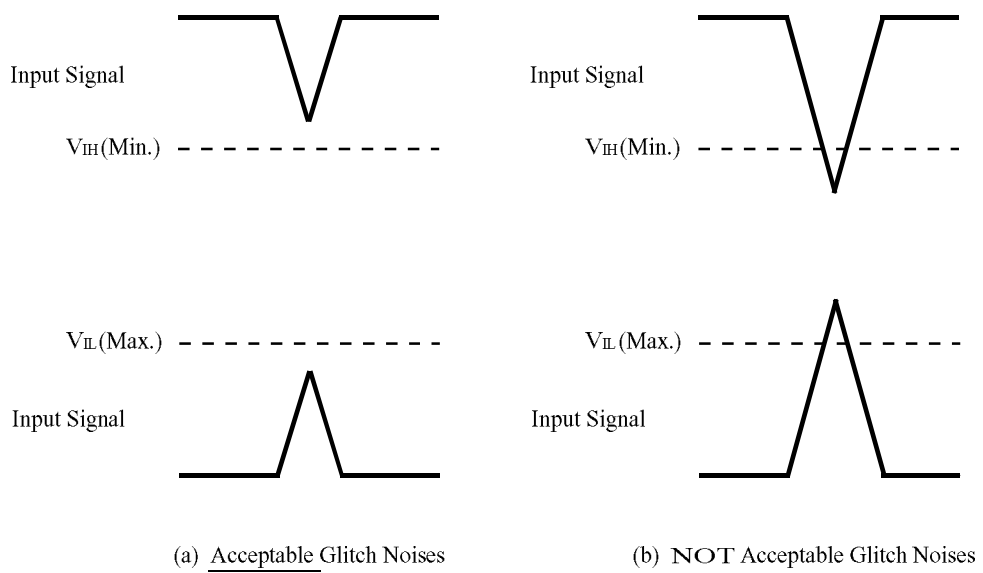 Input Signal
VIH(Min.)
VIL(Max.)
Input Signal
(a) Acceptable Glitch Noises
Input Signal
VIH(Min.)
VIL(Max.)
Input Signal
(b) NOT Acceptable Glitch Noises